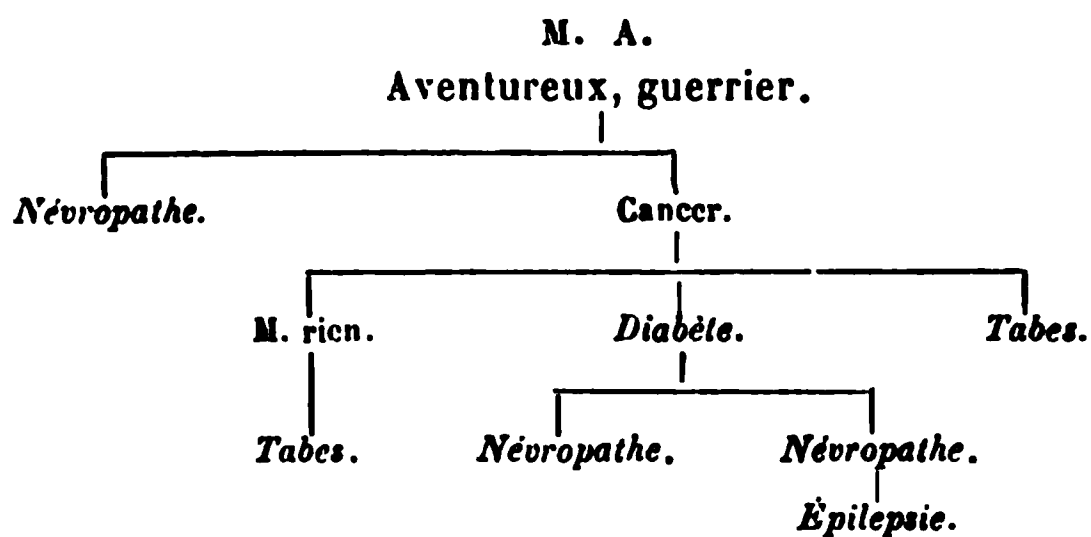 M. A.
Aventureux, guerrier.
Névropathe. Cancer.
M. rien. Diabète. Tabes.
Tabes. Névropathe. Névropathe.
Épilepsie.